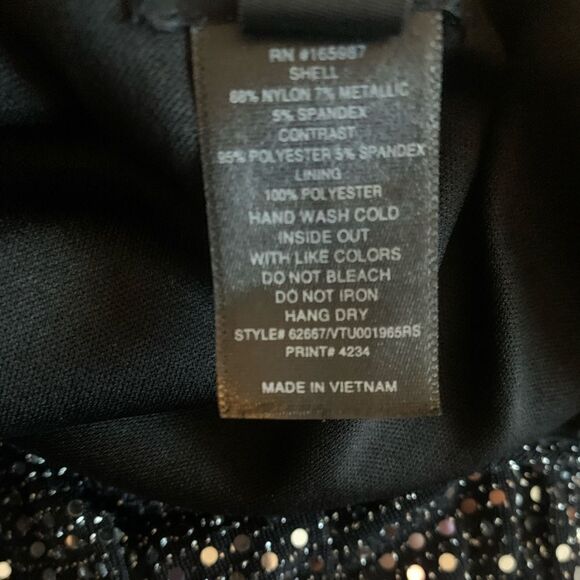 RN #165987
SHELL
88% NYLON 7% METALLIC
5% SPANDEX
CONTRAST
95% POLYESTER 5% SPANDEX
LINING
100% POLYESTER
HAND WASH COLD
INSIDE OUT
WITH LIKE COLORS
DO NOT BLEACH
DO NOT IRON
HANG DRY
STYLE# 62667/VTU001965RS
PRINT# 4234
MADE IN VIETNAM